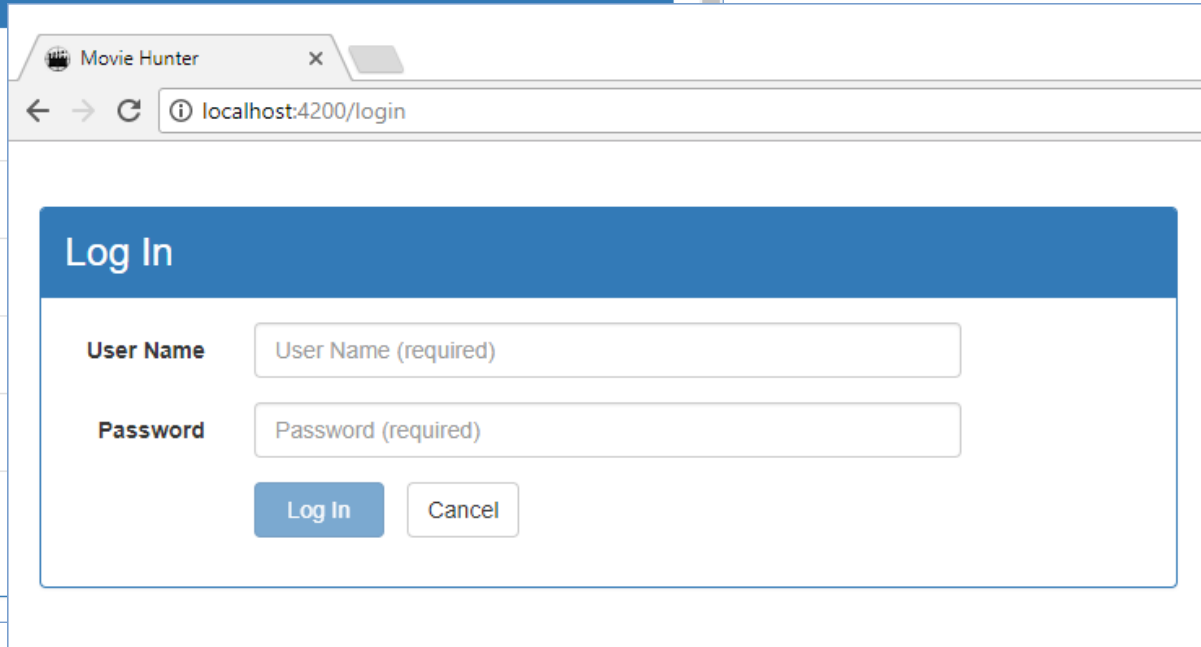 Movie Hunter
localhost:4200/login
Log In
User Name User Name (required)
Password Password (required)
Log In Cancel